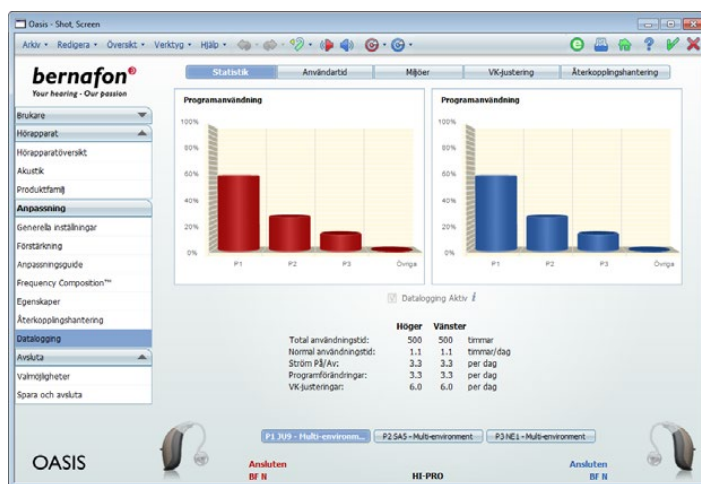 Oasis - Shot, Screen
Arkiv Redigera Översikt Verktyg Hjälp
bernafon®
Your hearing - Our passion
Statistik Användartid Miljöer VK-justering Återkopplingshantering
Brukare
Hörapparat
Hörapparatöversikt
Akustik
Produktfamilj
Anpassning
Generella inställningar
Förstärkning
Anpassningsguide
Frequency Composition™
Egenskaper
Återkopplingshantering
Datalogging
Avsluta
Valmöjligheter
Spara och avsluta
Programanvändning
100%
80%
60%
40%
20%
0%
P1 P2 P3 Övriga
Programanvändning
100%
80%
60%
40%
20%
0%
P1 P2 P3 Övriga
Datalogging Aktiv i
Höger Vänster
Total användningstid: 500 500 timmar
Normal användningstid: 1.1 1.1 timmar/dag
Ström På/Av: 3.3 3.3 per dag
Programförändringar: 3.3 3.3 per dag
VK-justeringar: 6.0 6.0 per dag
P1 JU9 - Multi-environm... P2 SAS - Multi-environment P3 NE1 - Multi-environment
OASIS
Ansluten
BF N
HI-PRO
Ansluten
BF N